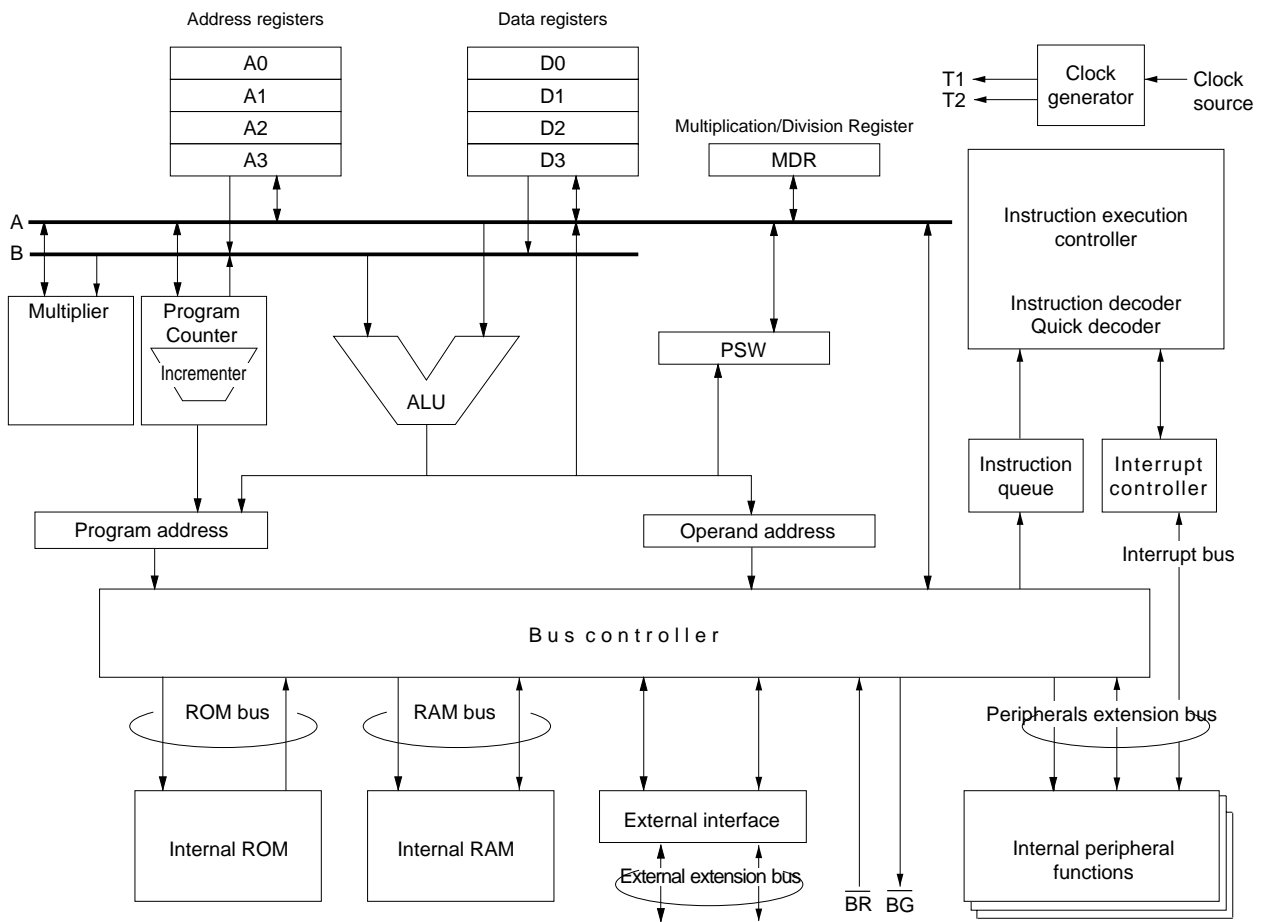 Address registers
Data registers
A0
A1
A2
A3
D0
D1
D2
D3
Multiplication/Division Register
MDR
T1
T2
Clock
generator
Clock
source
A
B
Instruction execution
controller
Instruction decoder
Quick decoder
Multiplier
Program
Counter
Incrementer
ALU
PSW
Instruction
queue
Interrupt
controller
Program address
Operand address
Interrupt bus
Bus controller
ROM bus
RAM bus
Peripherals extension bus
Internal ROM
Internal RAM
External interface
External extension bus
BR
BG
Internal peripheral
functions